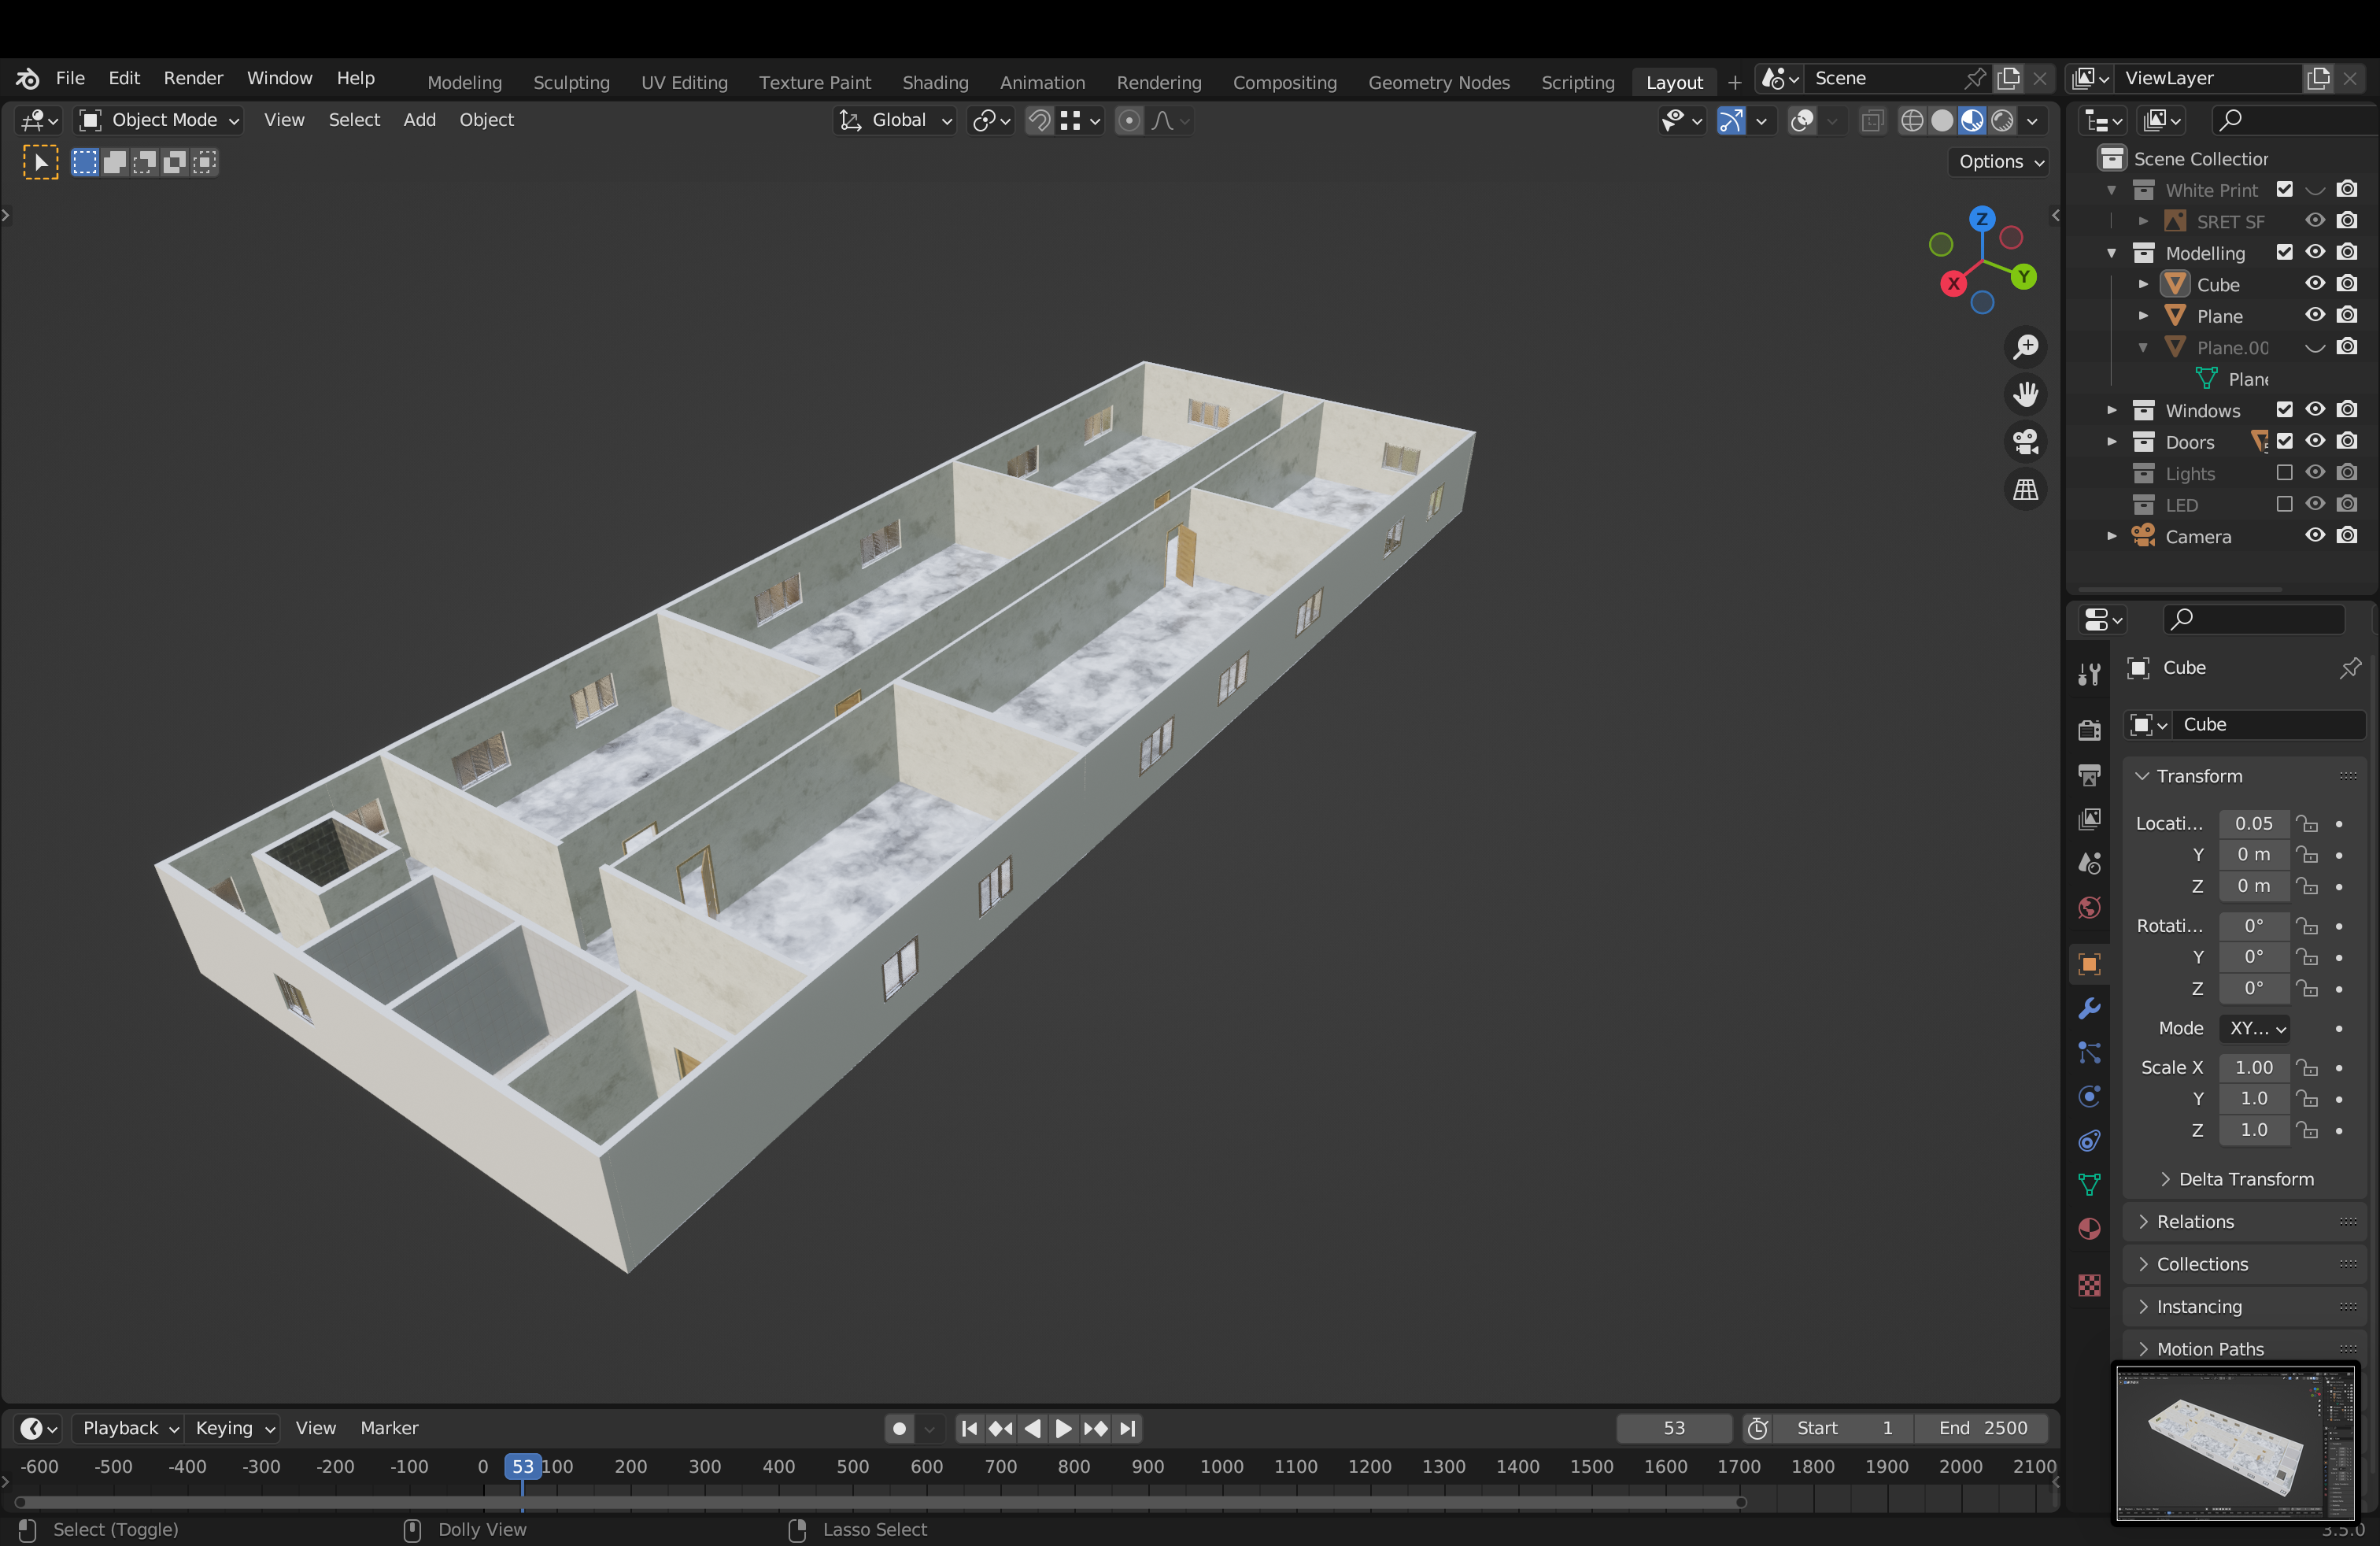 File Edit Render Window Help Modeling Sculpting UV Editing Texture Paint Shading Animation Rendering Compositing Geometry Nodes Scripting Layout + Scene ViewLayer
Object Mode View Select Add Object Global
Options
Z
Y
X
Scene Collection
White Print
SRET SF
Modelling
Cube
Plane
Plane.00
Plane
Windows
Doors
Lights
LED
Camera
Cube
Cube
Transform
Locati... 0.05
Y 0 m
Z 0 m
Rotati... 0°
Y 0°
Z 0°
Mode XY...
Scale X 1.00
Y 1.0
Z 1.0
Delta Transform
Relations
Collections
Instancing
Motion Paths
Playback Keying View Marker 53 Start 1 End 2500
-600 -500 -400 -300 -200 -100 0 53 100 200 300 400 500 600 700 800 900 1000 1100 1200 1300 1400 1500 1600 1700 1800 1900 2000 2100
Select (Toggle) Dolly View Lasso Select 3.5.0